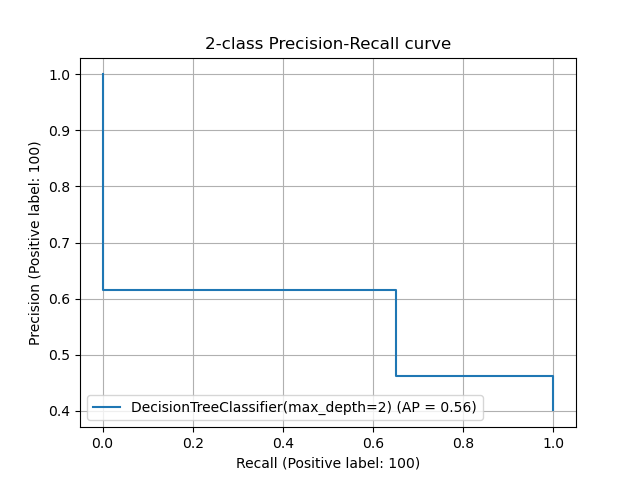 2-class Precision-Recall curve
Precision (Positive label: 100)
1.0
0.9
0.8
0.7
0.6
0.5
0.4
DecisionTreeClassifier(max_depth=2) (AP = 0.56)
0.0 0.2 0.4 0.6 0.8 1.0
Recall (Positive label: 100)